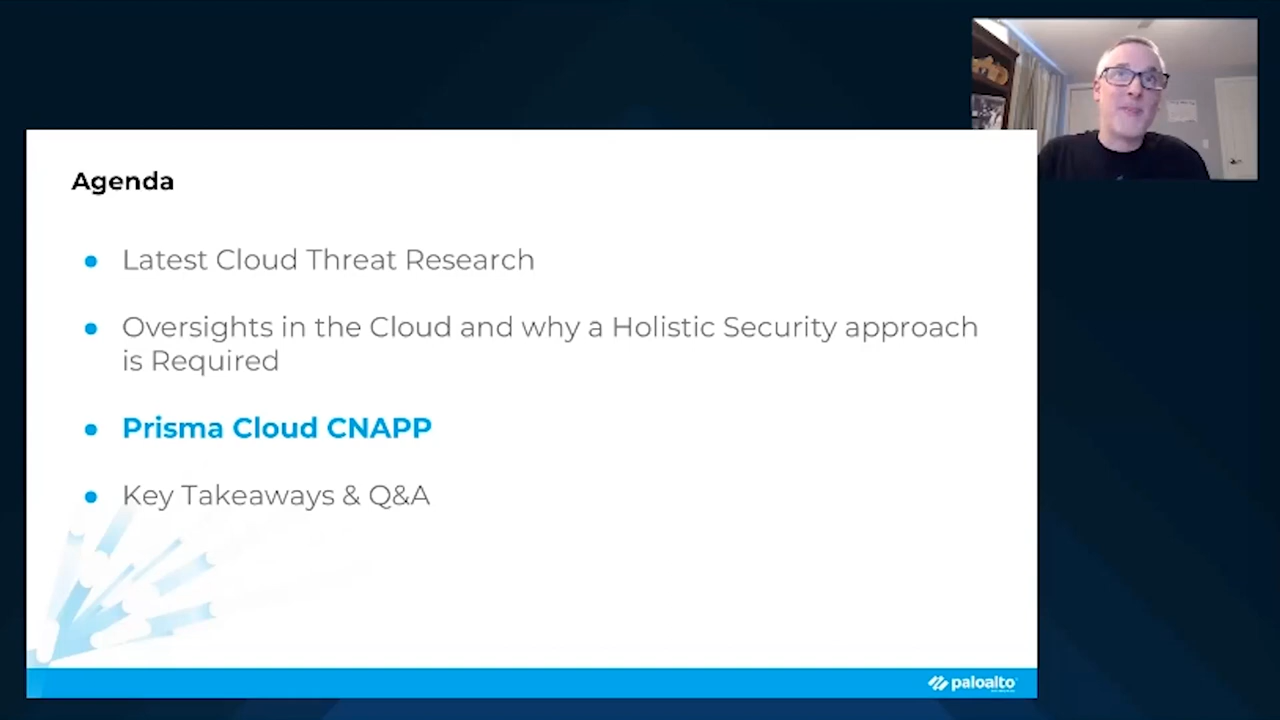 Agenda
Latest Cloud Threat Research
Oversights in the Cloud and why a Holistic Security approach
is Required
Prisma Cloud CNAPP
Key Takeaways & Q&A
paloalto